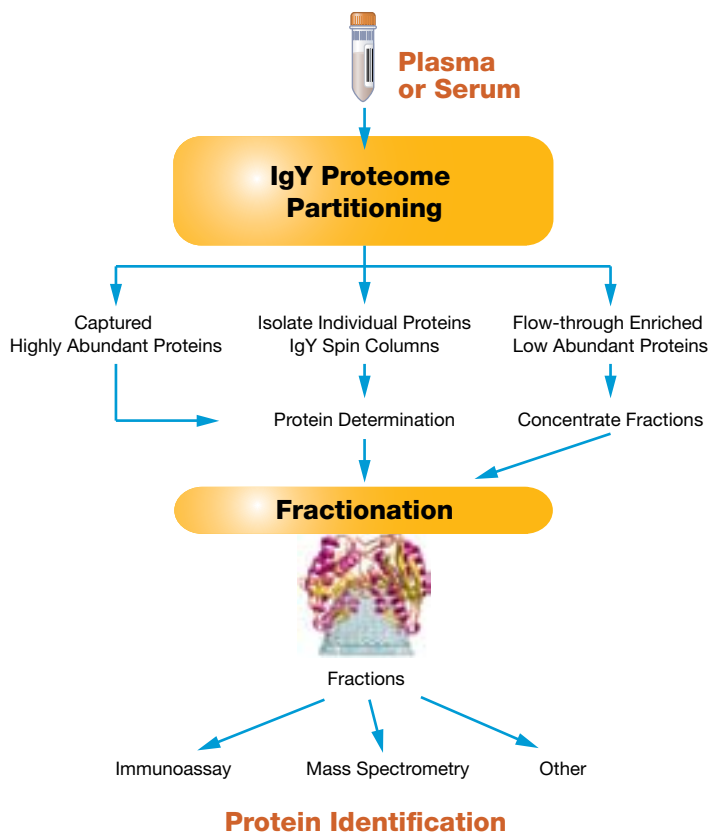 Plasma
or Serum
IgY Proteome
Partitioning
Captured
Highly Abundant Proteins
Isolate Individual Proteins
IgY Spin Columns
Flow-through Enriched
Low Abundant Proteins
Protein Determination
Concentrate Fractions
Fractionation
Fractions
Immunoassay
Mass Spectrometry
Other
Protein Identification